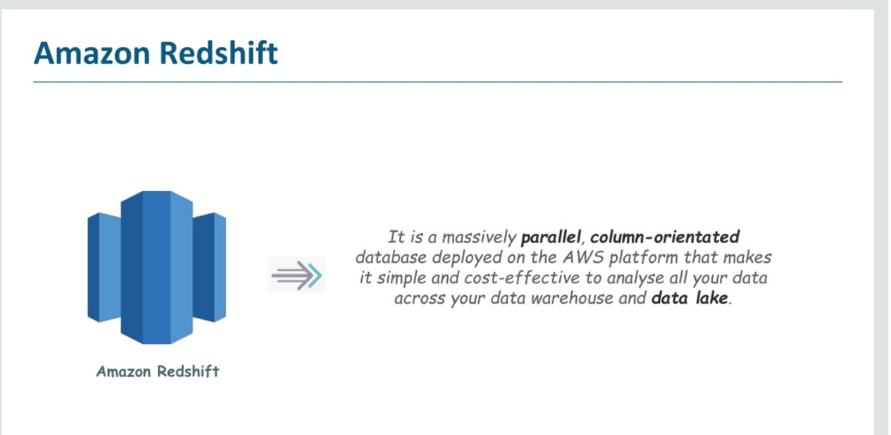 Amazon Redshift
It is a massively parallel, column-orientated
database deployed on the AWS platform that makes
it simple and cost-effective to analyse all your data
across your data warehouse and data lake.
Amazon Redshift